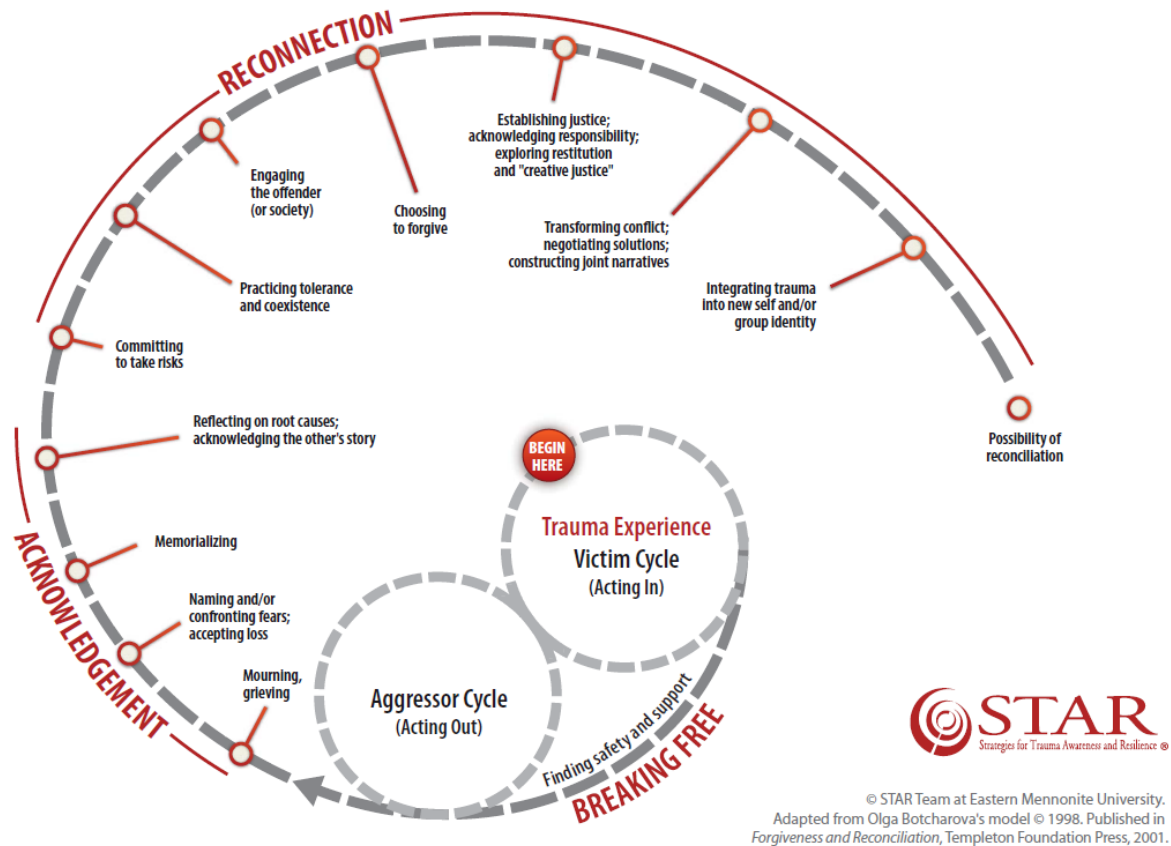 RECONNECTION
Establishing justice;
acknowledging responsibility;
exploring restitution
and "creative justice"
Engaging
the offender
(or society)
Choosing
to forgive
Transforming conflict;
negotiating solutions;
constructing joint narratives
Practicing tolerance
and coexistence
Integrating trauma
into new self and/or
group identity
Committing
to take risks
Reflecting on root causes;
acknowledging the other's story
Possibility of
reconciliation
BEGIN
HERE
Trauma Experience
Victim Cycle
(Acting In)
ACKNOWLEDGEMENT
Memorializing
Naming and/or
confronting fears;
accepting loss
Mourning,
grieving
Aggressor Cycle
(Acting Out)
Finding safety and support
BREAKING FREE
STAR
Strategies for Trauma Awareness and Resilience ®
© STAR Team at Eastern Mennonite University.
Adapted from Olga Botcharova's model © 1998. Published in
Forgiveness and Reconciliation, Templeton Foundation Press, 2001.